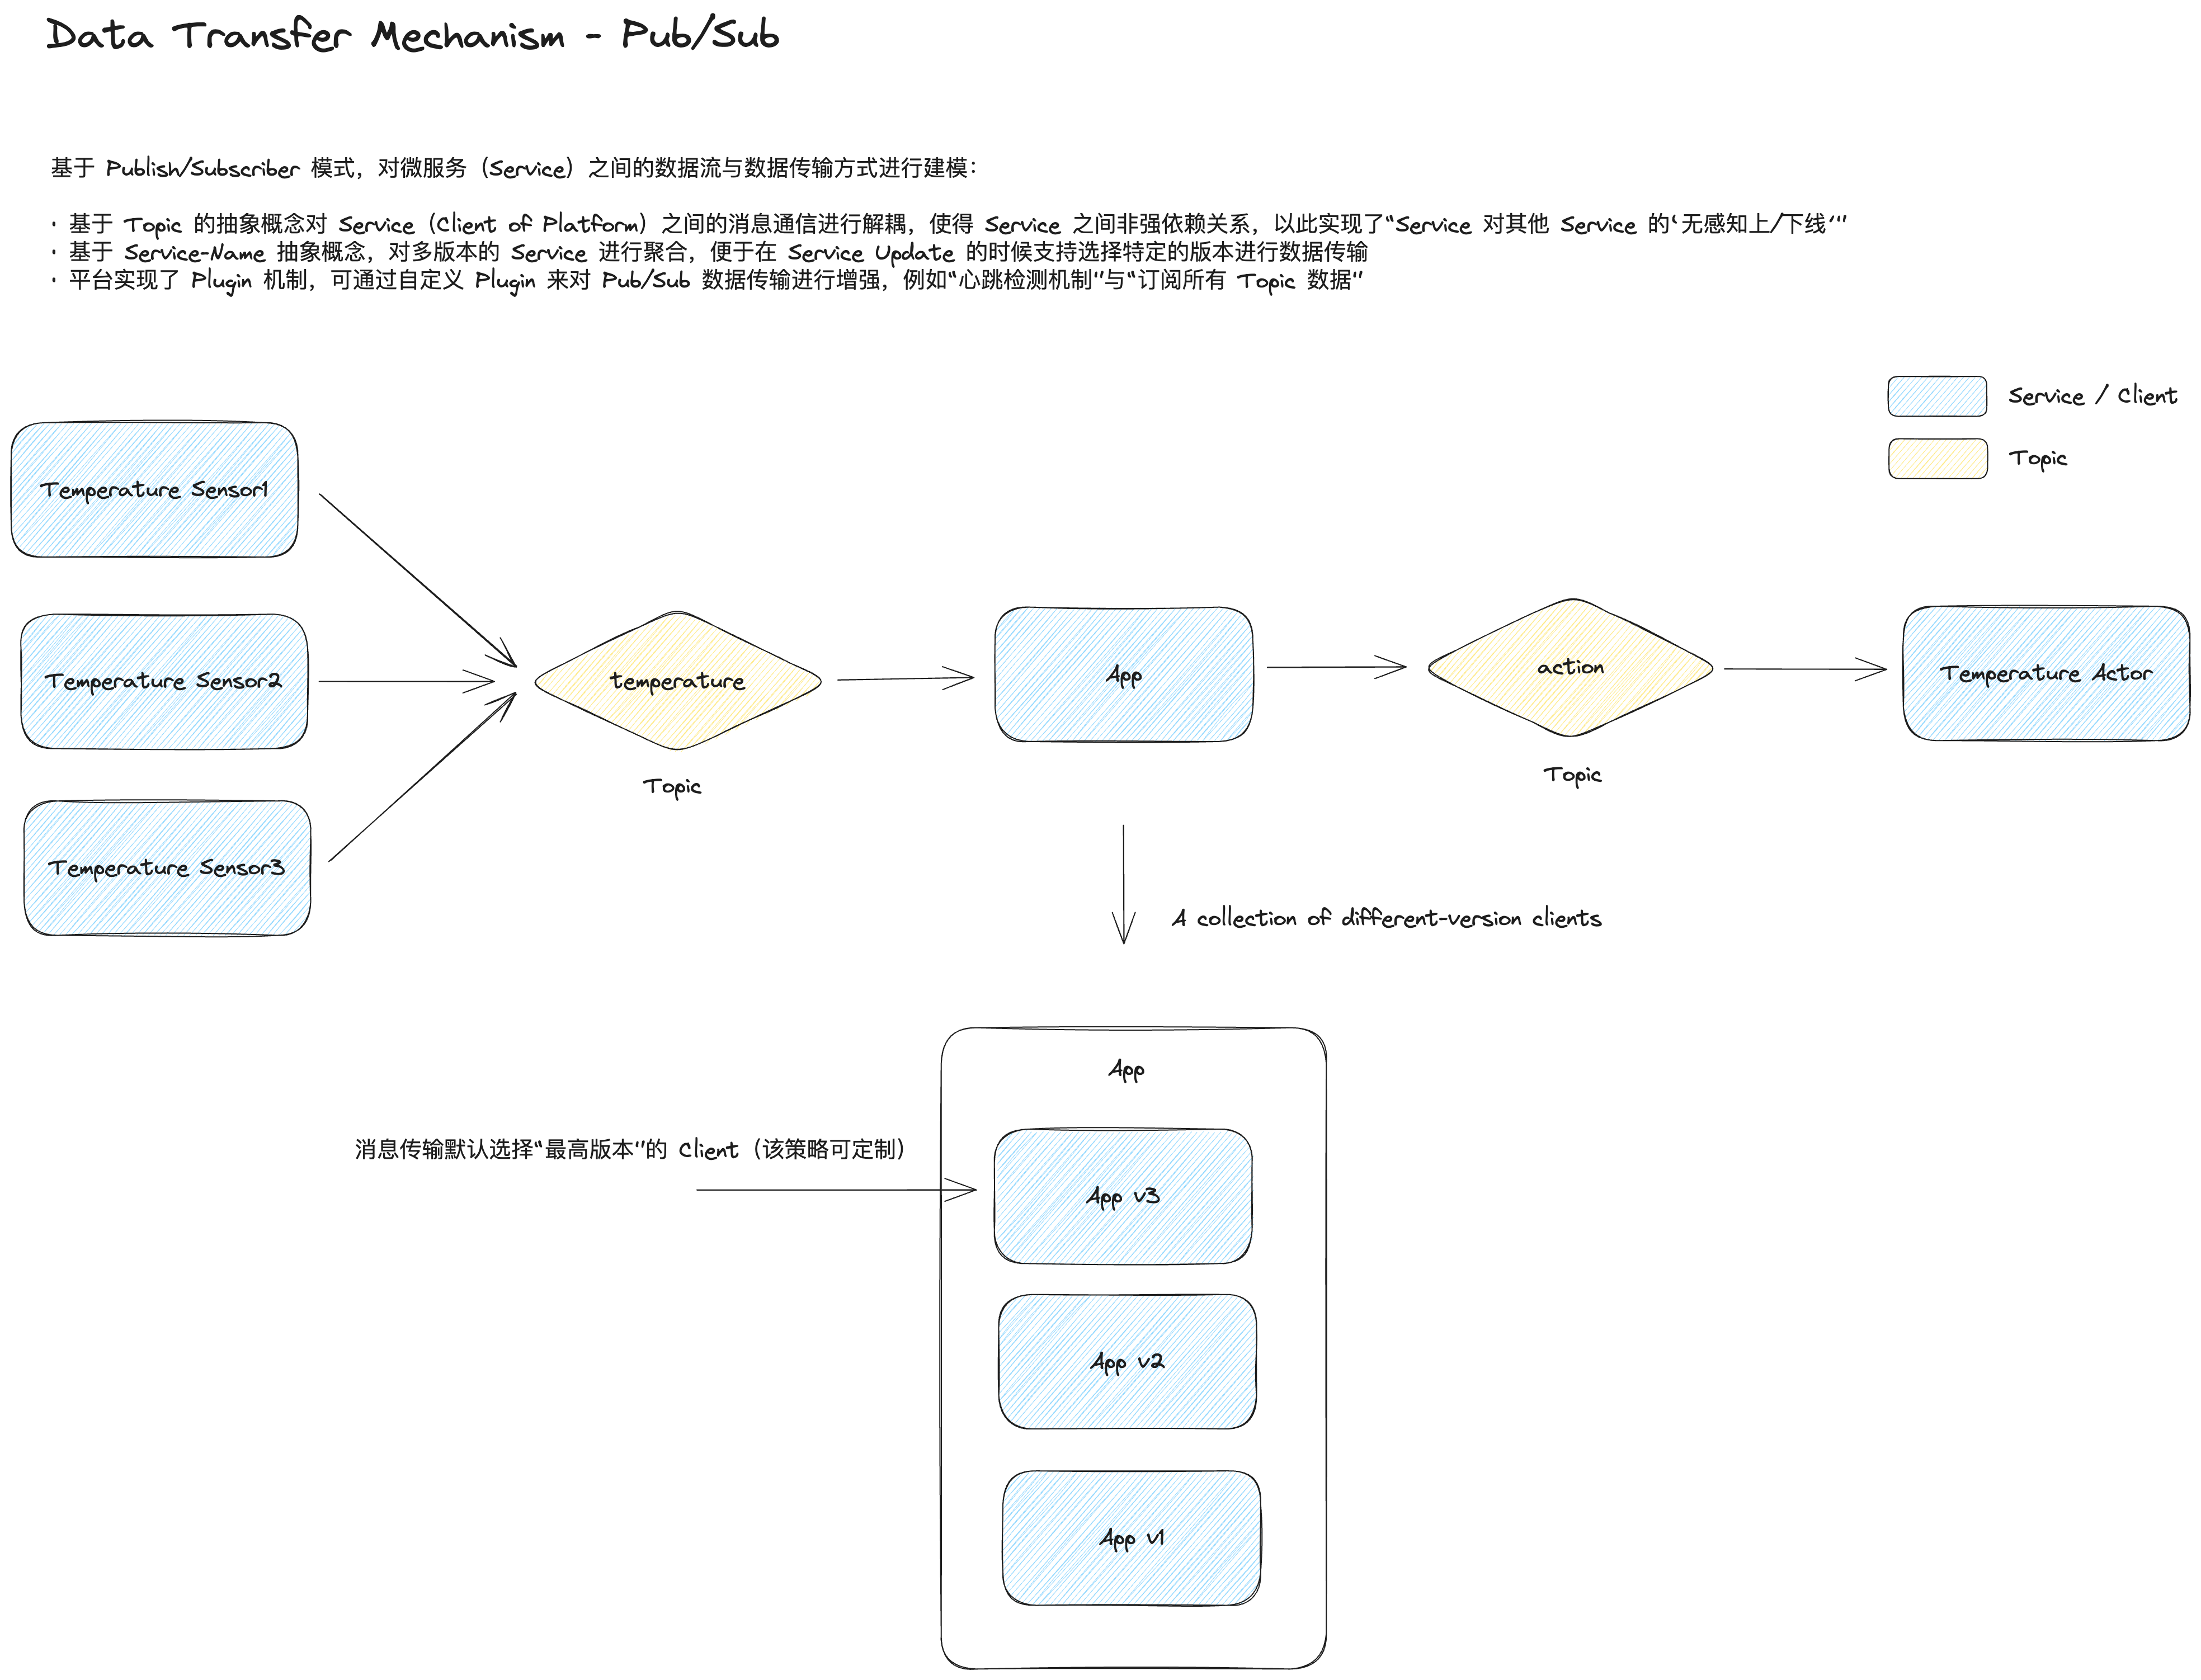 Data Transfer Mechanism - Pub/Sub
基于 Publish/Subscriber 模式，对微服务（Service）之间的数据流与数据传输方式进行建模：
· 基于 Topic 的抽象概念对 Service（Client of Platform）之间的消息通信进行解耦，使得 Service 之间非强依赖关系，以此实现了“Service 对其他 Service 的‘无感知上/下线’”
· 基于 Service-Name 抽象概念，对多版本的 Service 进行聚合，便于在 Service Update 的时候支持选择特定的版本进行数据传输
· 平台实现了 Plugin 机制，可通过自定义 Plugin 来对 Pub/Sub 数据传输进行增强，例如“心跳检测机制”与“订阅所有 Topic 数据”
Service / Client
Topic
Temperature Sensor1
Temperature Sensor2
Temperature Sensor3
temperature
Topic
App
action
Topic
Temperature Actor
A collection of different-version clients
App
消息传输默认选择“最高版本”的 Client（该策略可定制）
App v3
App v2
App v1